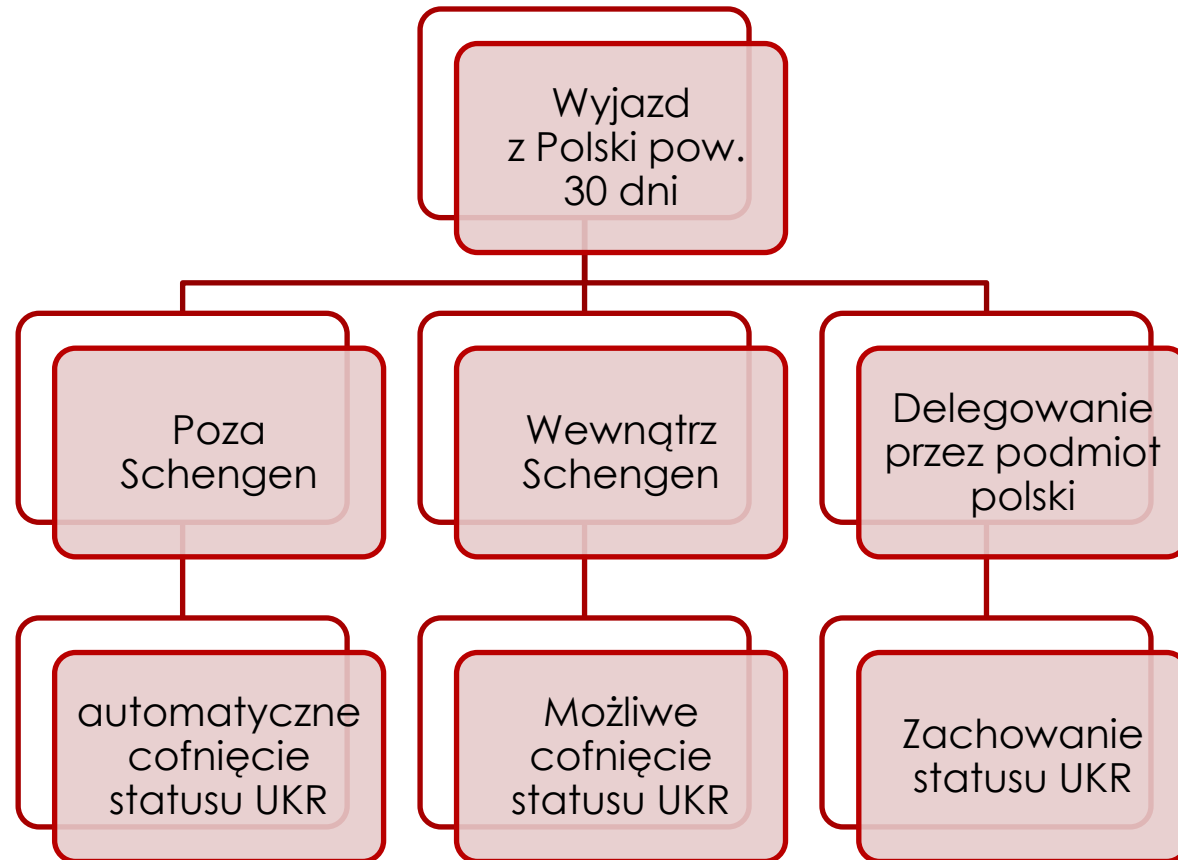 Wyjazd
z Polski pow.
30 dni
Poza
Schengen
Wewnątrz
Schengen
Delegowanie
przez podmiot
polski
automatyczne
cofnięcie
statusu UKR
Możliwe
cofnięcie
statusu UKR
Zachowanie
statusu UKR